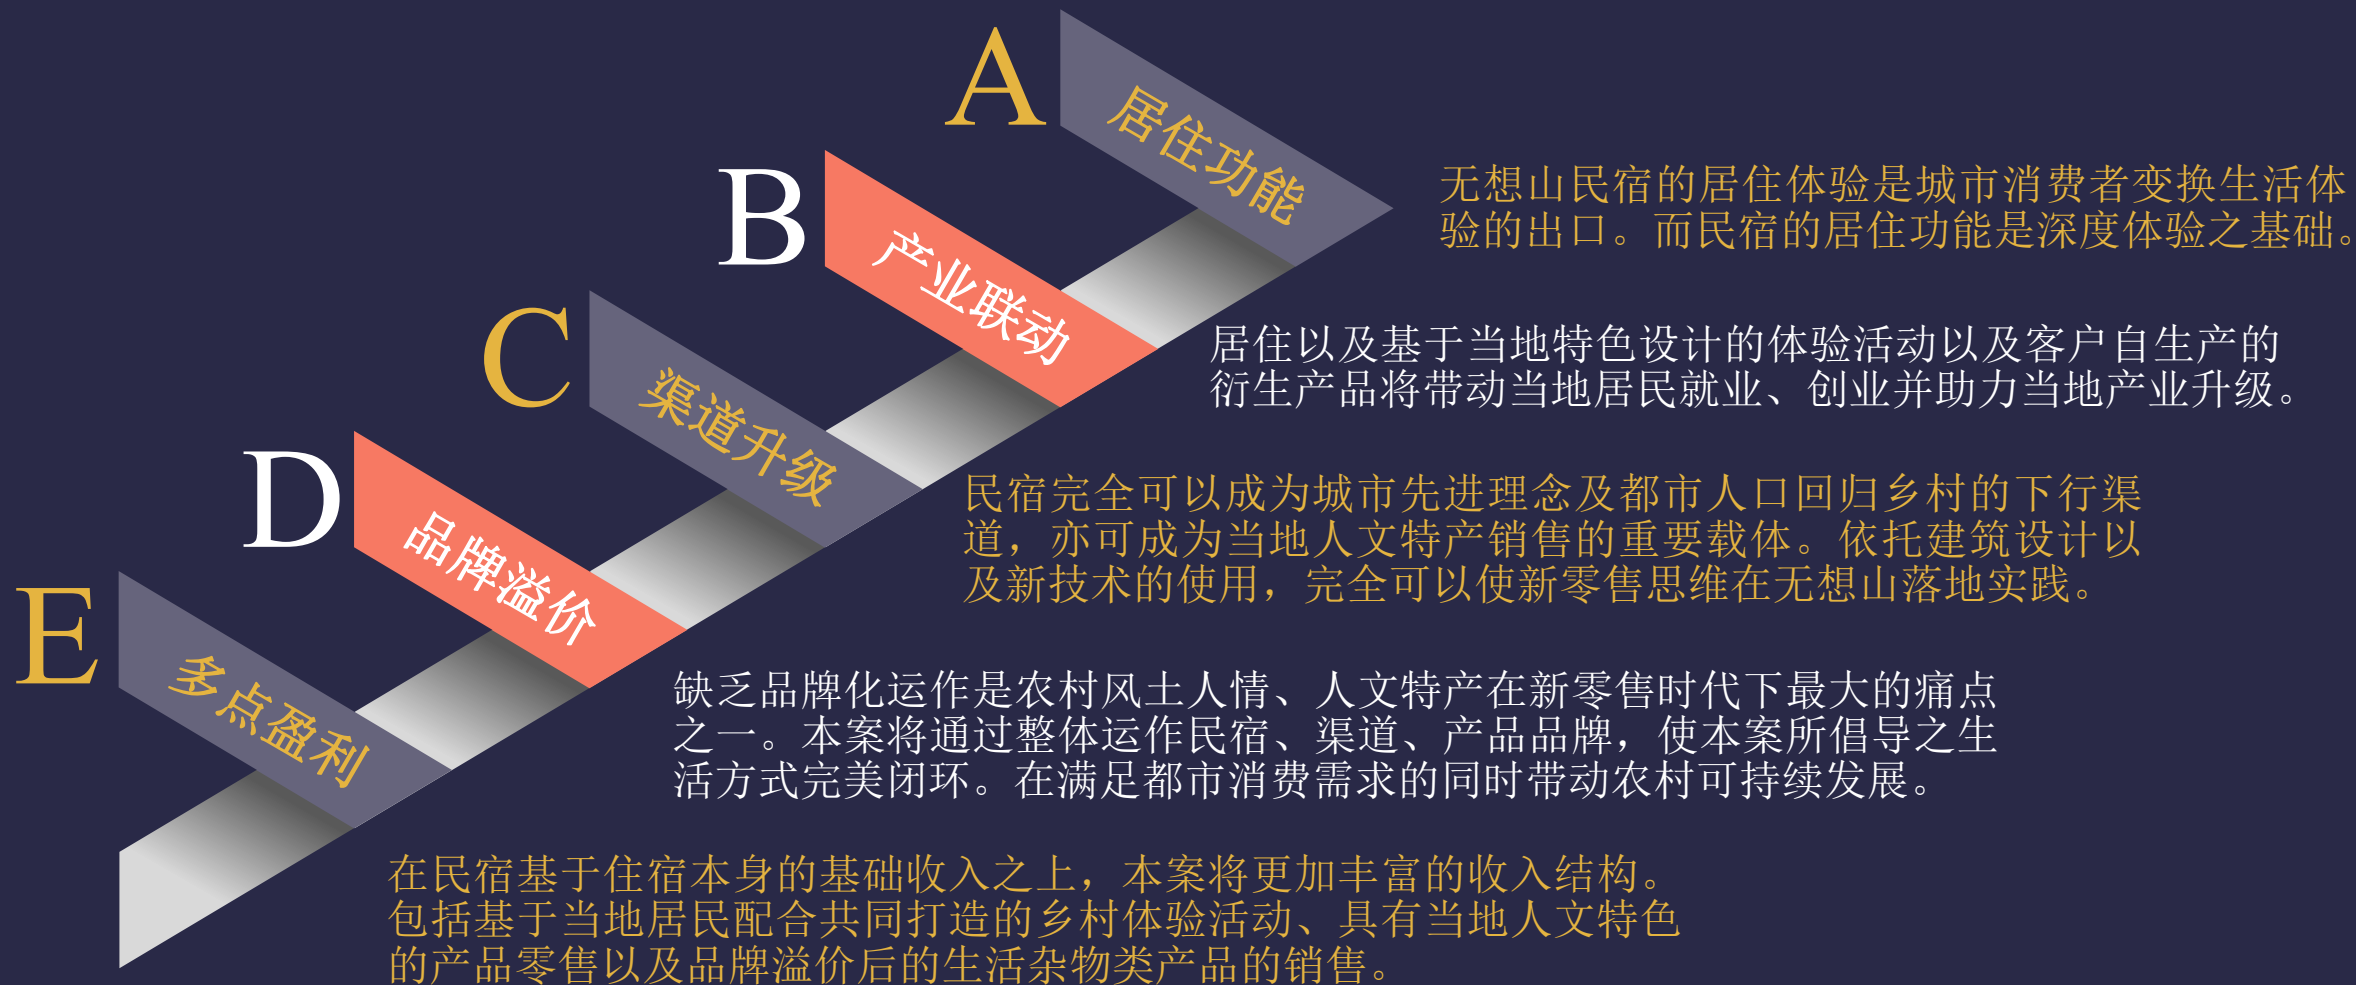 A
居住功能
无想山民宿的居住体验是城市消费者变换生活体
验的出口。而民宿的居住功能是深度体验之基础。
B
产业联动
居住以及基于当地特色设计的体验活动以及客户自生产的
衍生产品将带动当地居民就业、创业并助力当地产业升级。
C
渠道升级
民宿完全可以成为城市先进理念及都市人口回归乡村的下行渠
道，亦可成为当地人文特产销售的重要载体。依托建筑设计以
及新技术的使用，完全可以使新零售思维在无想山落地实践。
D
品牌溢价
缺乏品牌化运作是农村风土人情、人文特产在新零售时代下最大的痛点
之一。本案将通过整体运作民宿、渠道、产品品牌，使本案所倡导之生
活方式完美闭环。在满足都市消费需求的同时带动农村可持续发展。
E
多点盈利
在民宿基于住宿本身的基础收入之上，本案将更加丰富的收入结构。
包括基于当地居民配合共同打造的乡村体验活动、具有当地人文特色
的产品零售以及品牌溢价后的生活杂物类产品的销售。